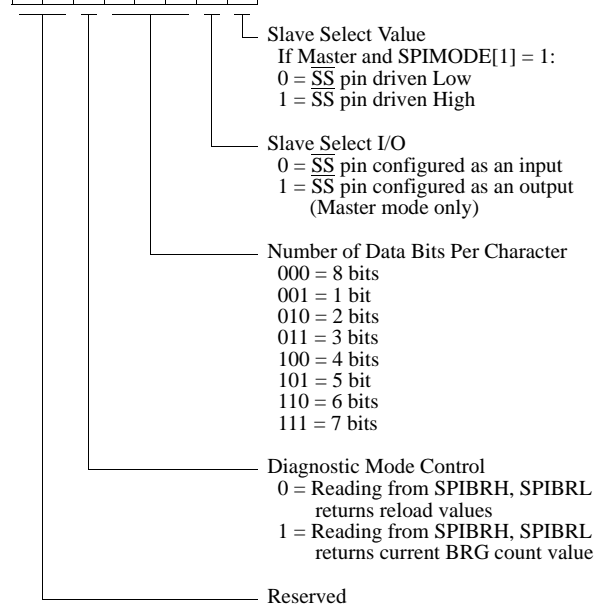 Slave Select Value
If Master and SPIMODE[1] = 1:
0 = S̅S̅ pin driven Low
1 = S̅S̅ pin driven High
Slave Select I/O
0 = S̅S̅ pin configured as an input
1 = S̅S̅ pin configured as an output
(Master mode only)
Number of Data Bits Per Character
000 = 8 bits
001 = 1 bit
010 = 2 bits
011 = 3 bits
100 = 4 bits
101 = 5 bit
110 = 6 bits
111 = 7 bits
Diagnostic Mode Control
0 = Reading from SPIBRH, SPIBRL
returns reload values
1 = Reading from SPIBRH, SPIBRL
returns current BRG count value
Reserved